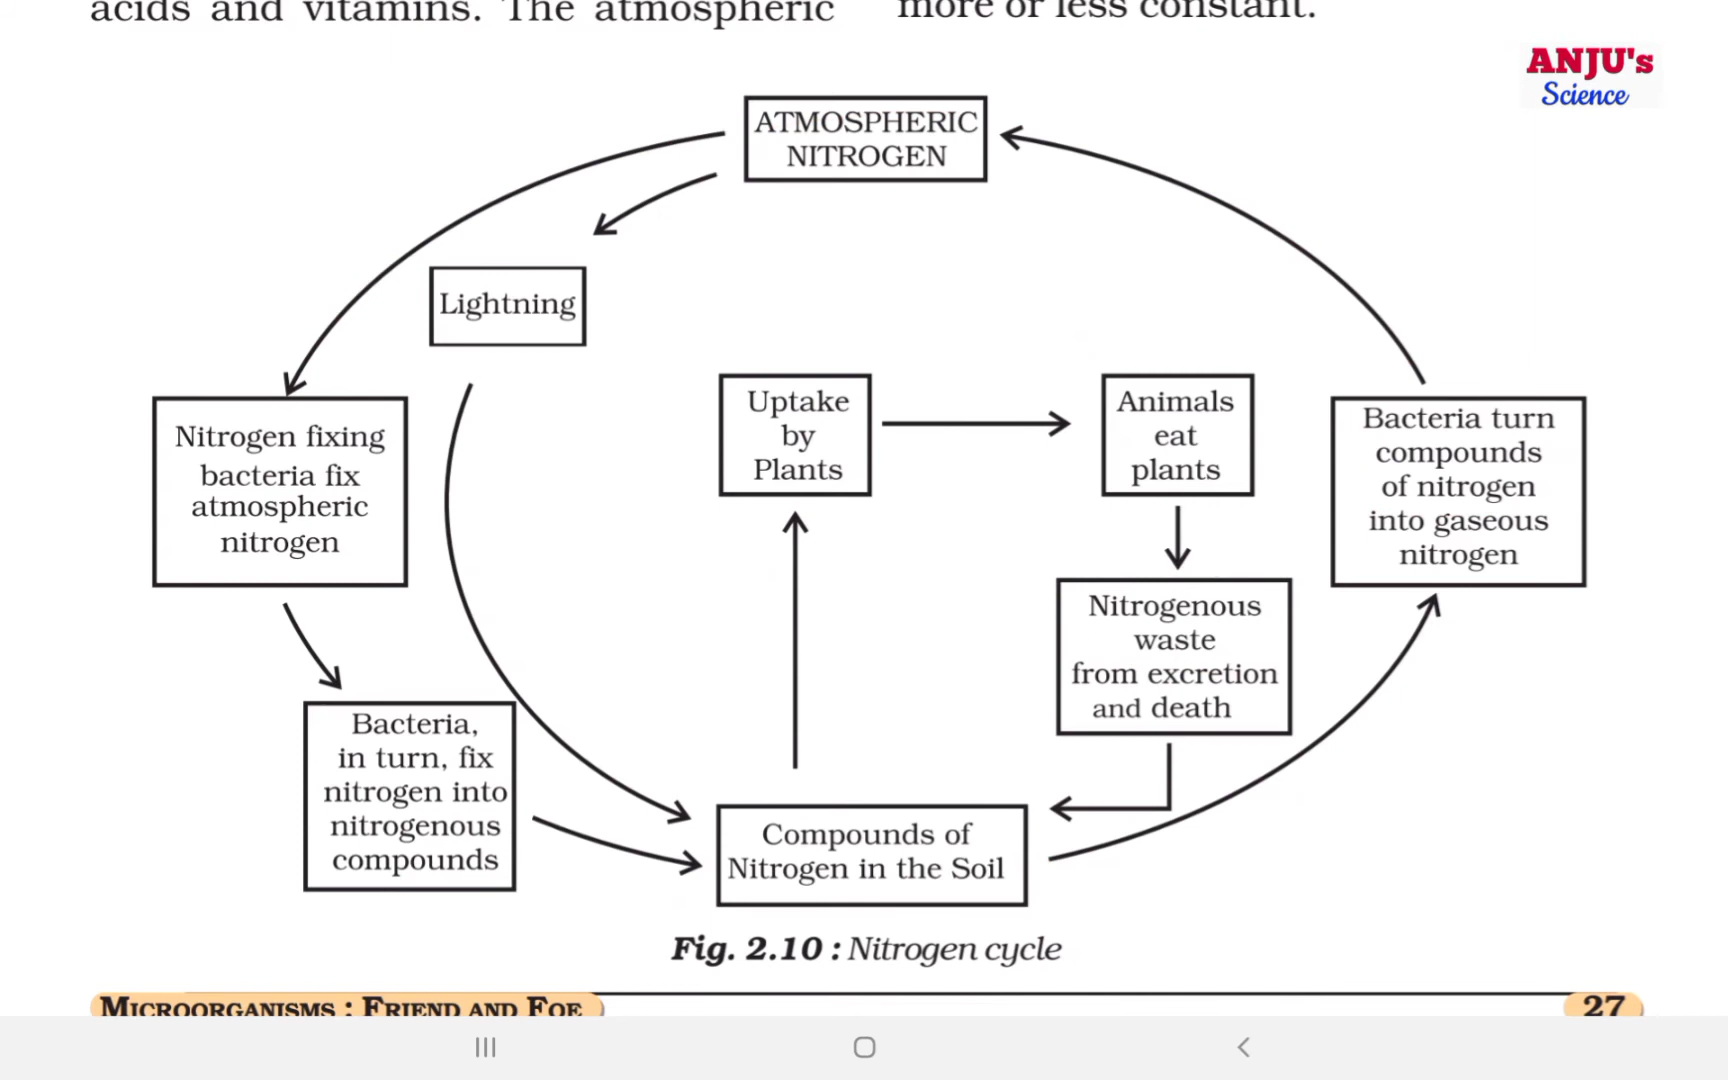 acids and vitamins. The atmospheric
more or less constant.
ANJU's
Science
ATMOSPHERIC
NITROGEN
Lightning
Nitrogen fixing
bacteria fix
atmospheric
nitrogen
Uptake
by
Plants
Animals
eat
plants
Bacteria turn
compounds
of nitrogen
into gaseous
nitrogen
Nitrogenous
waste
from excretion
and death
Bacteria,
in turn, fix
nitrogen into
nitrogenous
compounds
Compounds of
Nitrogen in the Soil
Fig. 2.10 : Nitrogen cycle
MICROORGANISMS : FRIEND AND FOE
27